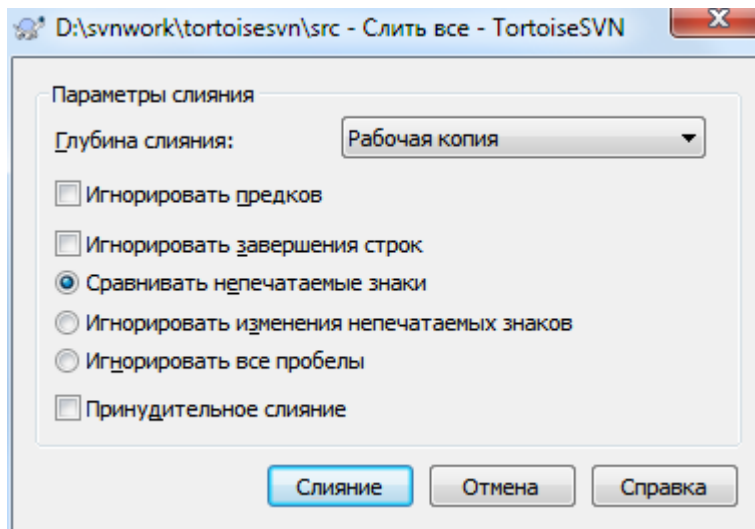 D:\svnwork\tortoisesvn\src - Слить все - TortoiseSVN
Параметры слияния
Глубина слияния: Рабочая копия
Игнорировать предков
Игнорировать завершения строк
Сравнивать непечатаемые знаки
Игнорировать изменения непечатаемых знаков
Игнорировать все пробелы
Принудительное слияние
Слияние Отмена Справка